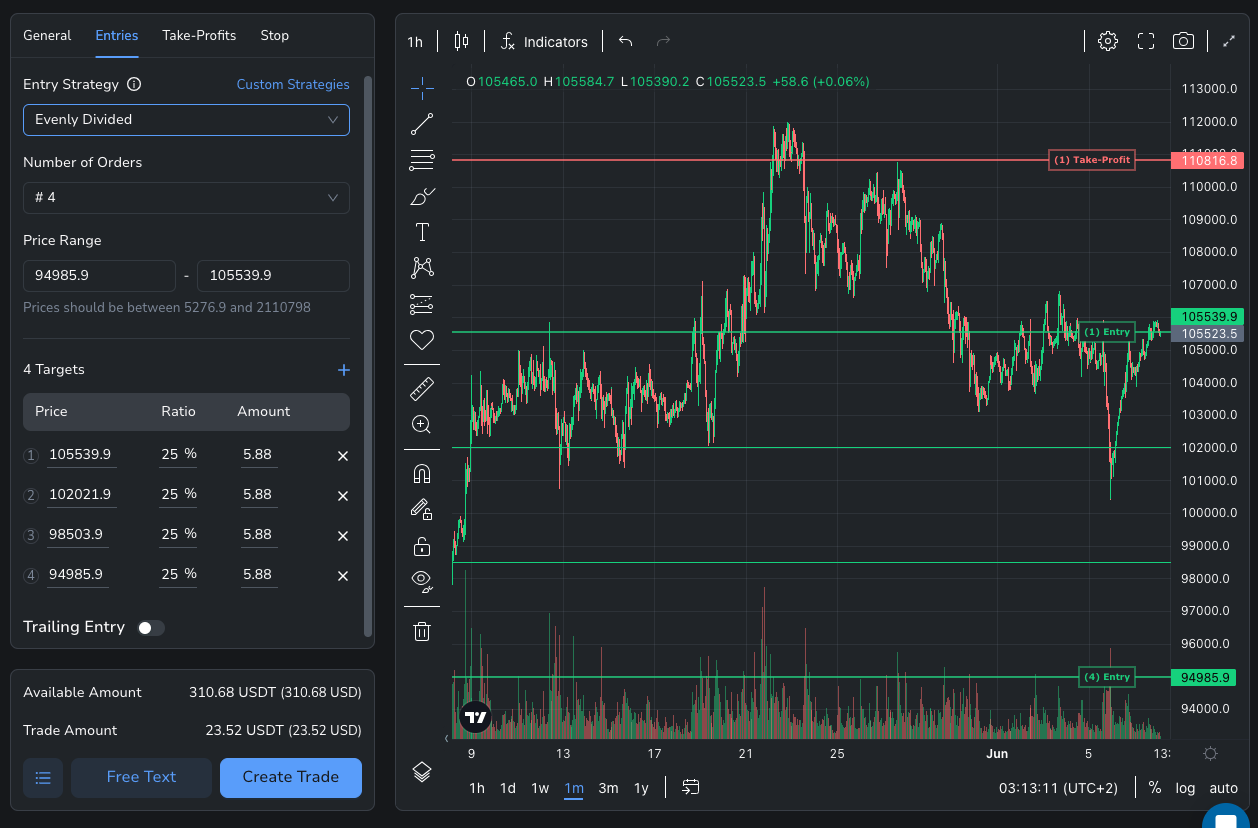 General Entries Take-Profits Stop
Entry Strategy Custom Strategies
Evenly Divided
Number of Orders
# 4
Price Range
94985.9 - 105539.9
Prices should be between 5276.9 and 2110798
4 Targets +
Price Ratio Amount
1 105539.9 25 % 5.88
2 102021.9 25 % 5.88
3 98503.9 25 % 5.88
4 94985.9 25 % 5.88
Trailing Entry
Available Amount 310.68 USDT (310.68 USD)
Trade Amount 23.52 USDT (23.52 USD)
Free Text Create Trade
1h Indicators
O105465.0 H105584.7 L105390.2 C105523.5 +58.6 (+0.06%)
113000.0
112000.0
(1) Take-Profit 110816.8
110000.0
109000.0
108000.0
107000.0
105539.9
(1) Entry 105523.5
105000.0
104000.0
103000.0
102000.0
101000.0
100000.0
99000.0
98000.0
97000.0
96000.0
(4) Entry 94985.9
94000.0
9 13 17 21 25 Jun 5 13:
1h 1d 1w 1m 3m 1y 03:13:11 (UTC+2) % log auto